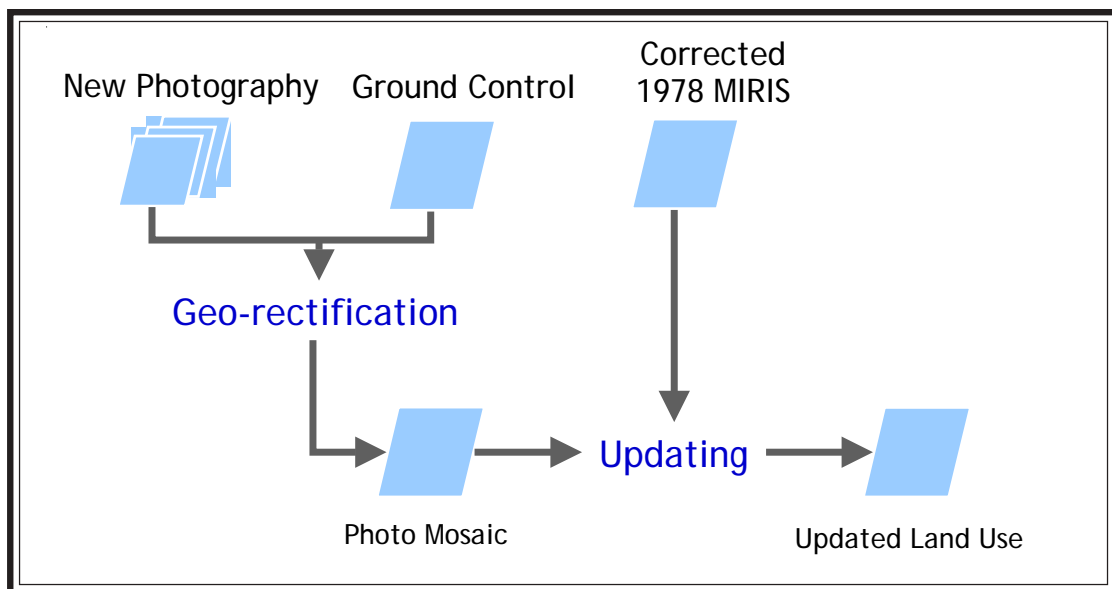 New Photography
Ground Control
Corrected
1978 MIRIS
Geo-rectification
Updating
Photo Mosaic
Updated Land Use